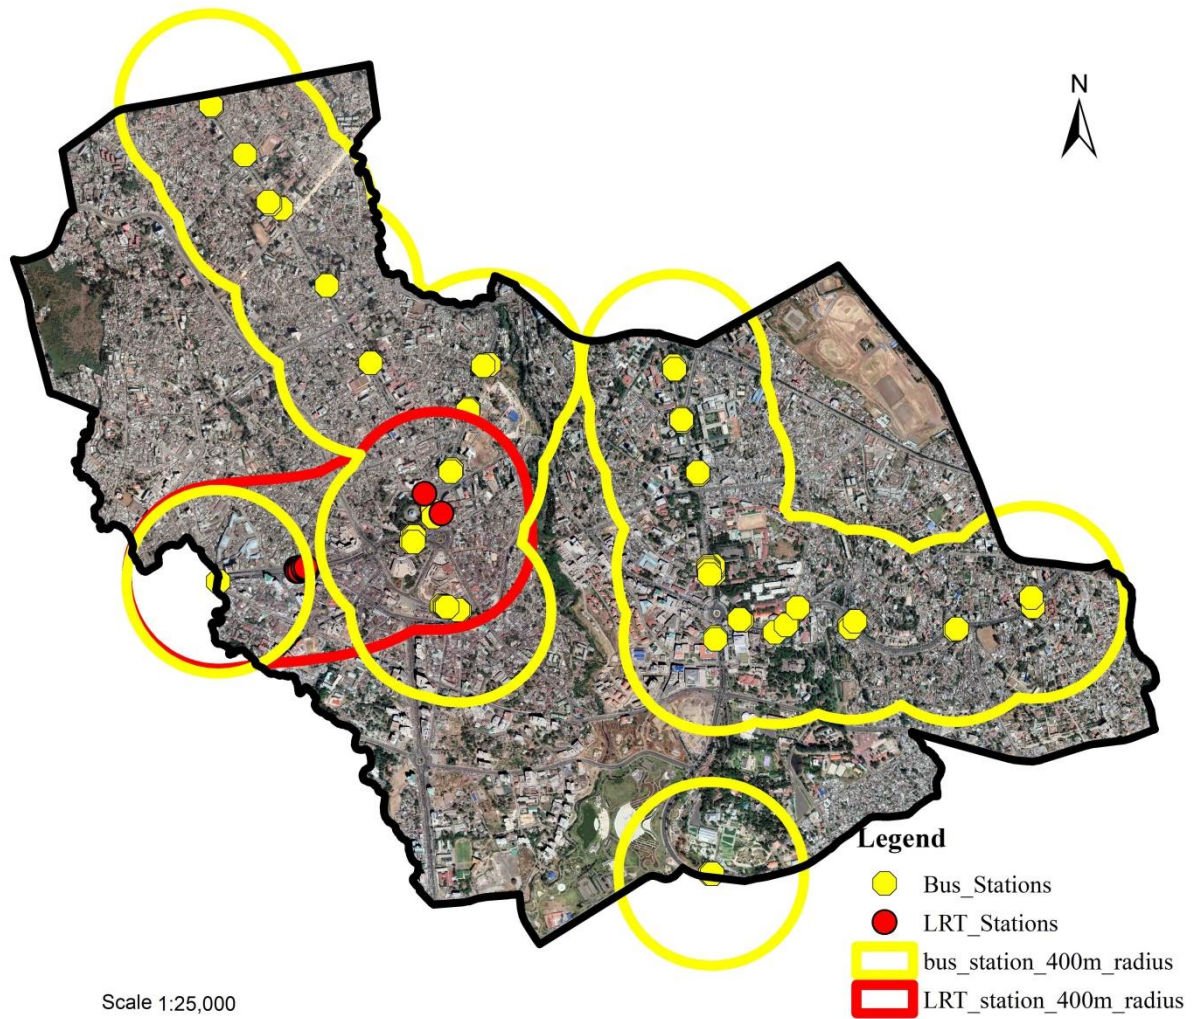 N
Legend
Bus_Stations
LRT_Stations
bus_station_400m_radius
LRT_station_400m_radius
Scale 1:25,000